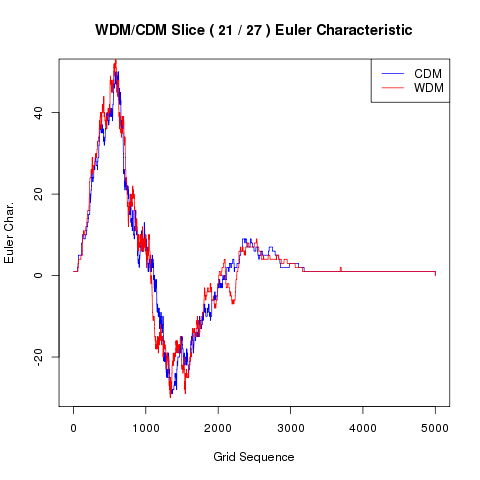 WDM/CDM Slice ( 21 / 27 ) Euler Characteristic
CDM
WDM
Euler Char.
40
20
0
-20
0 1000 2000 3000 4000 5000
Grid Sequence